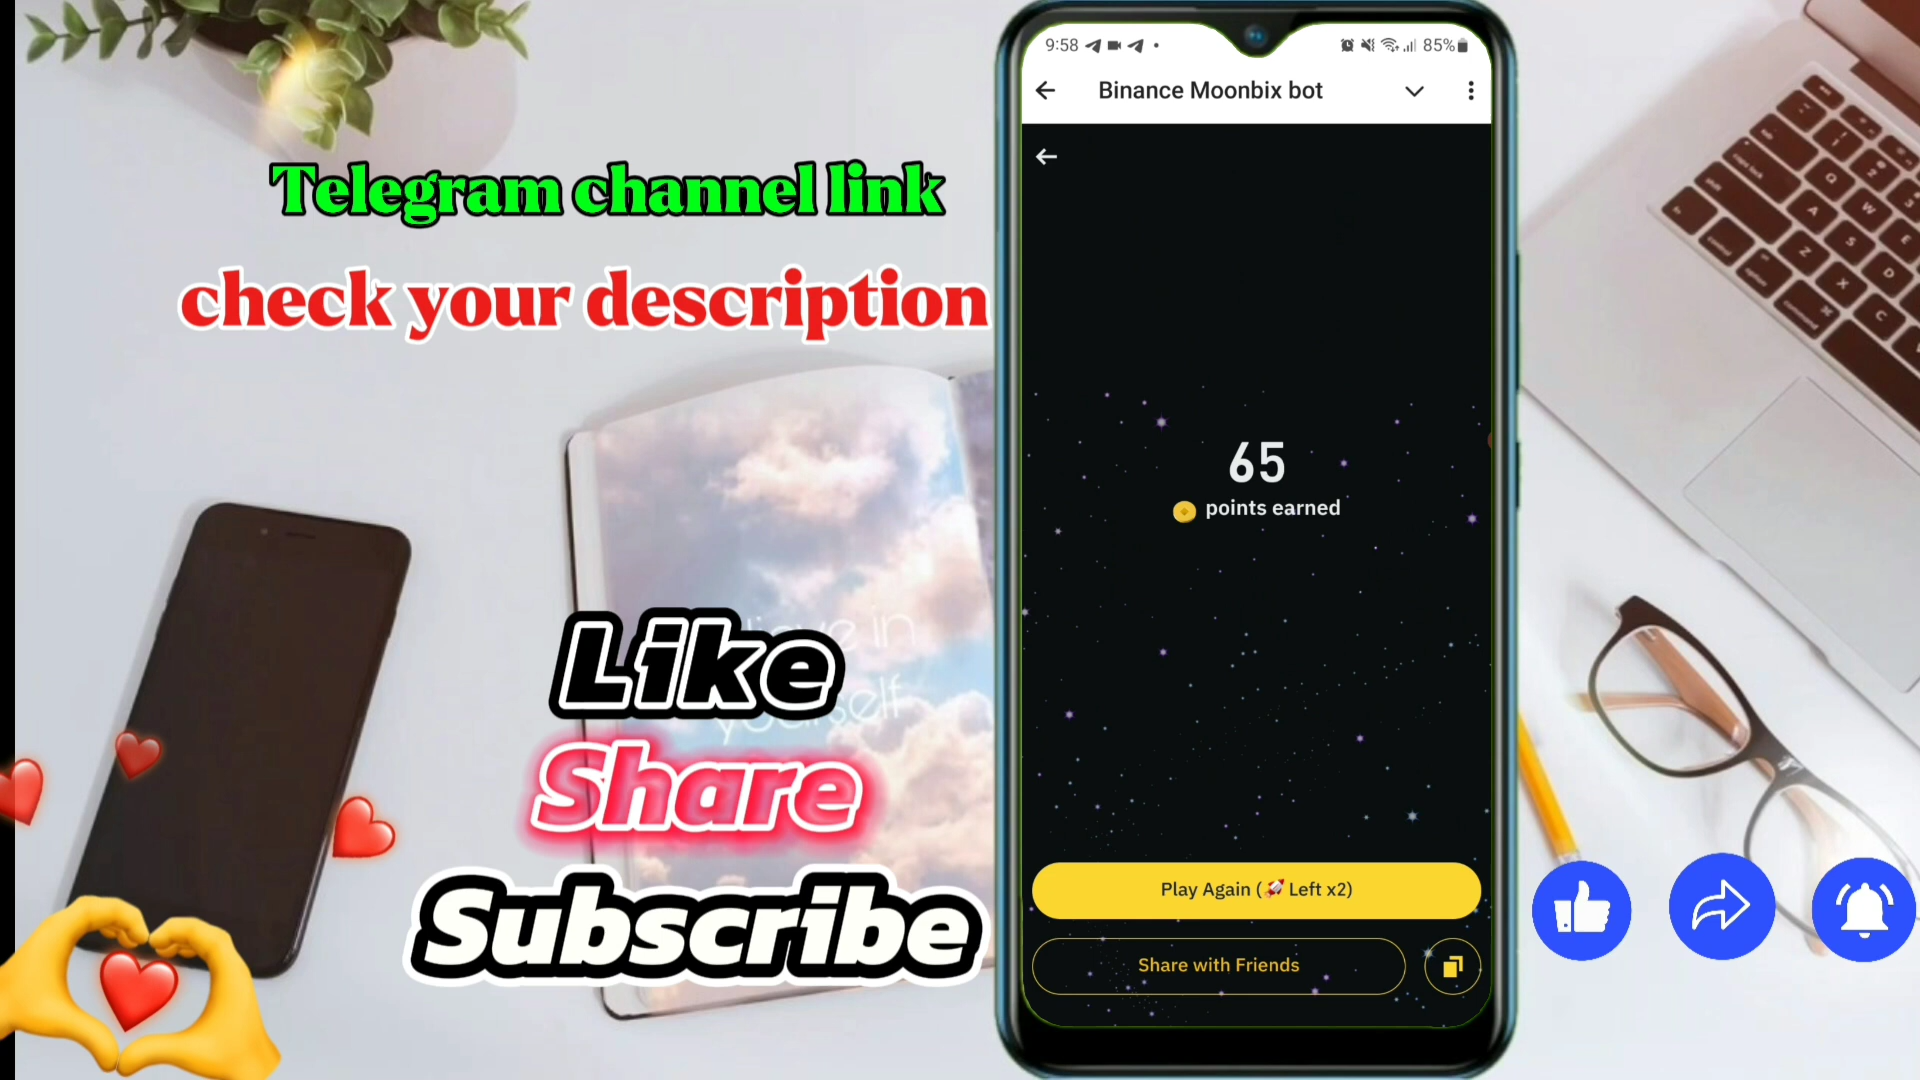 Telegram channel link
check your description
Like
Share
Subscribe
9:58
85%
Binance Moonbix bot
65
points earned
Play Again (🚀 Left x2)
Share with Friends